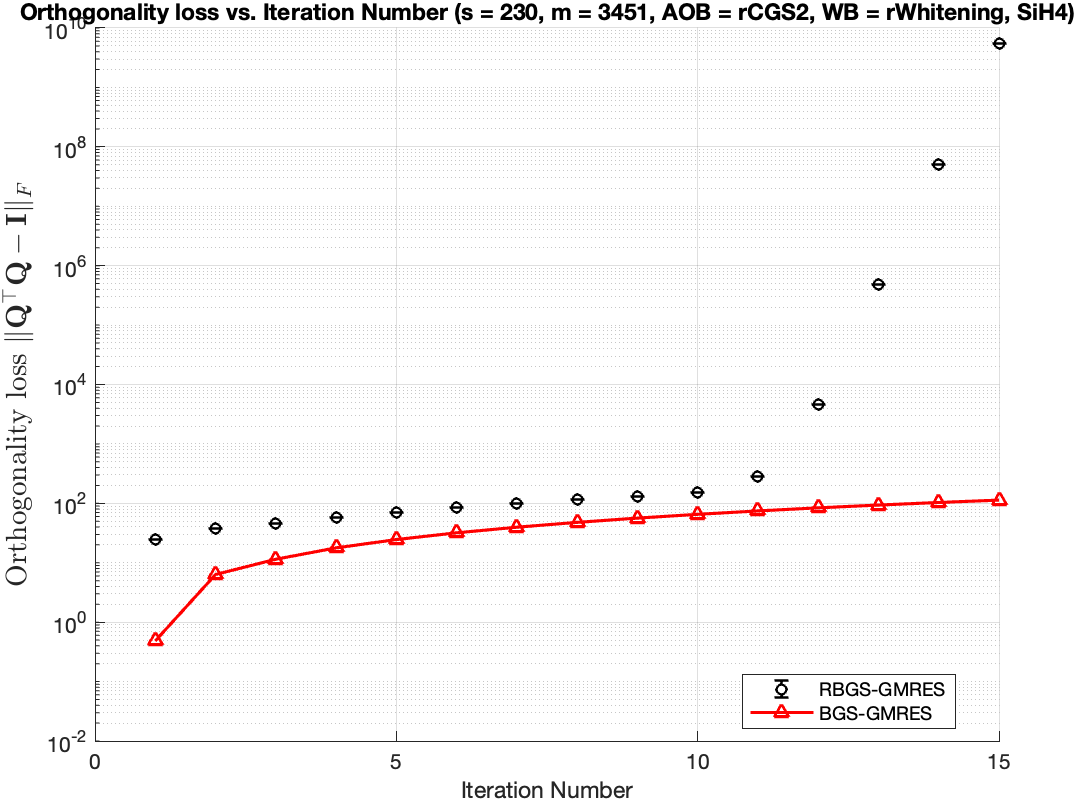 Orthogonality loss vs. Iteration Number (s = 230, m = 3451, AOB = rCGS2, WB = rWhitening, SiH4)
Orthogonality loss ||Q^⊤Q − I||_F
10^10
10^8
10^6
10^4
10^2
10^0
10^-2
0
5
10
15
Iteration Number
RBGS-GMRES
BGS-GMRES